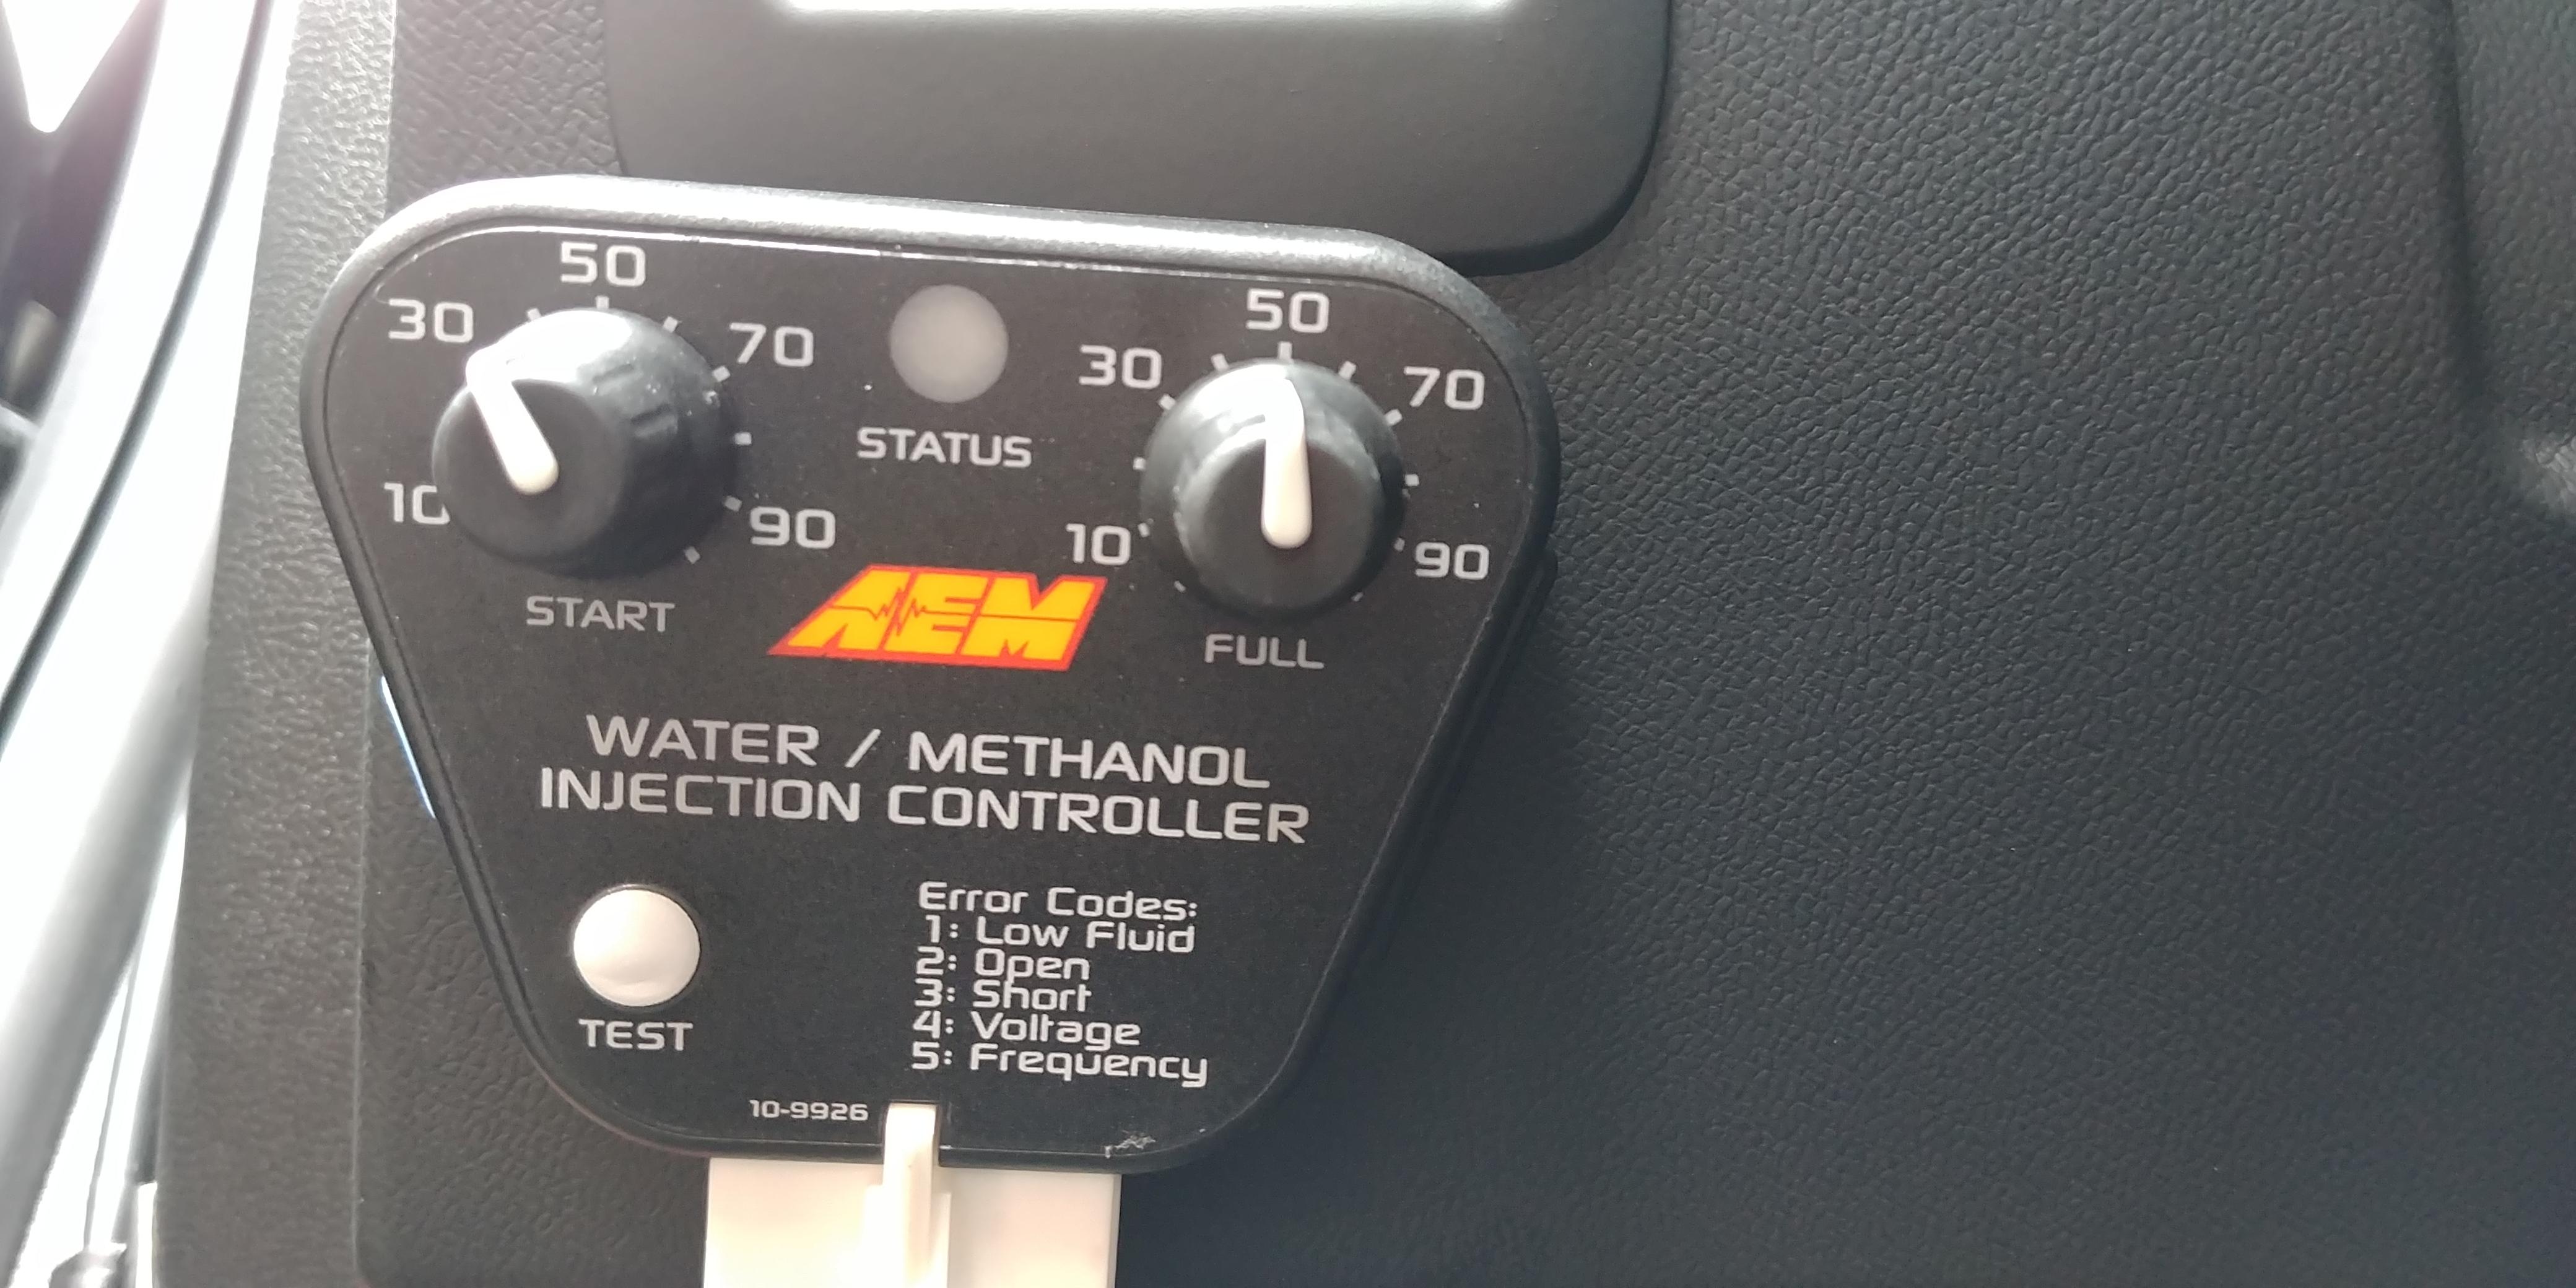 50
30
70
10
90
START
STATUS
50
30
70
10
90
FULL
AEM
WATER / METHANOL
INJECTION CONTROLLER
TEST
Error Codes:
1: Low Fluid
2: Open
3: Short
4: Voltage
5: Frequency
10-9926